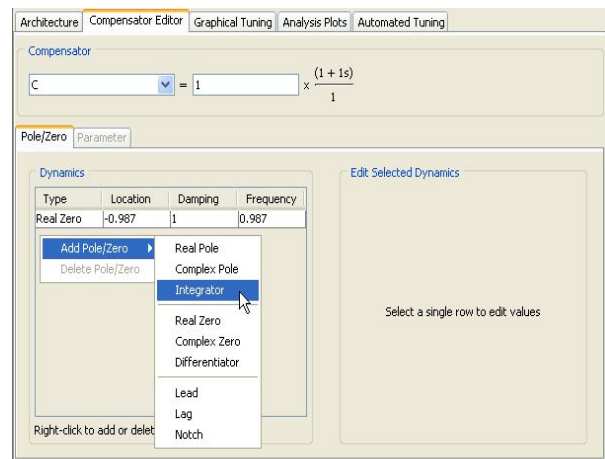 Architecture Compensator Editor Graphical Tuning Analysis Plots Automated Tuning
Compensator
C = 1 x (1 + 1s)
1
Pole/Zero Parameter
Dynamics
Edit Selected Dynamics
Type Location Damping Frequency
Real Zero -0.987 1 0.987
Add Pole/Zero
Delete Pole/Zero
Real Pole
Complex Pole
Integrator
Real Zero
Complex Zero
Differentiator
Lead
Lag
Notch
Select a single row to edit values
Right-click to add or delet